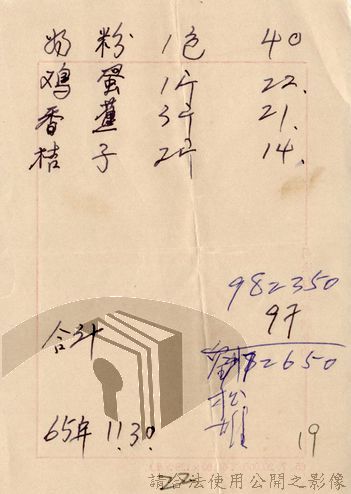 奶粉 1包 40
鸡蛋 1斤 22.
香蕉 3斤 21.
桔子 2斤 14.
982350
97
2650
合計
65年 11.30.
19
22
請合法使用公開之影像